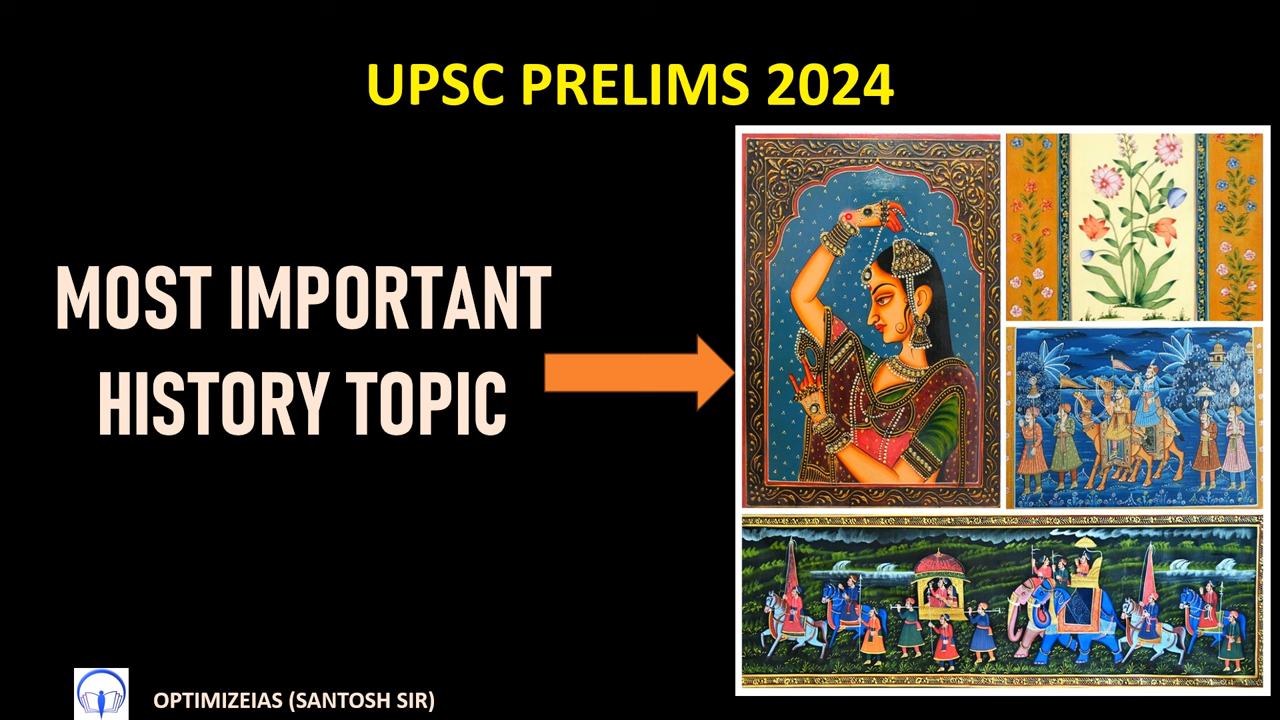 UPSC PRELIMS 2024
MOST IMPORTANT
HISTORY TOPIC
OPTIMIZEIAS (SANTOSH SIR)